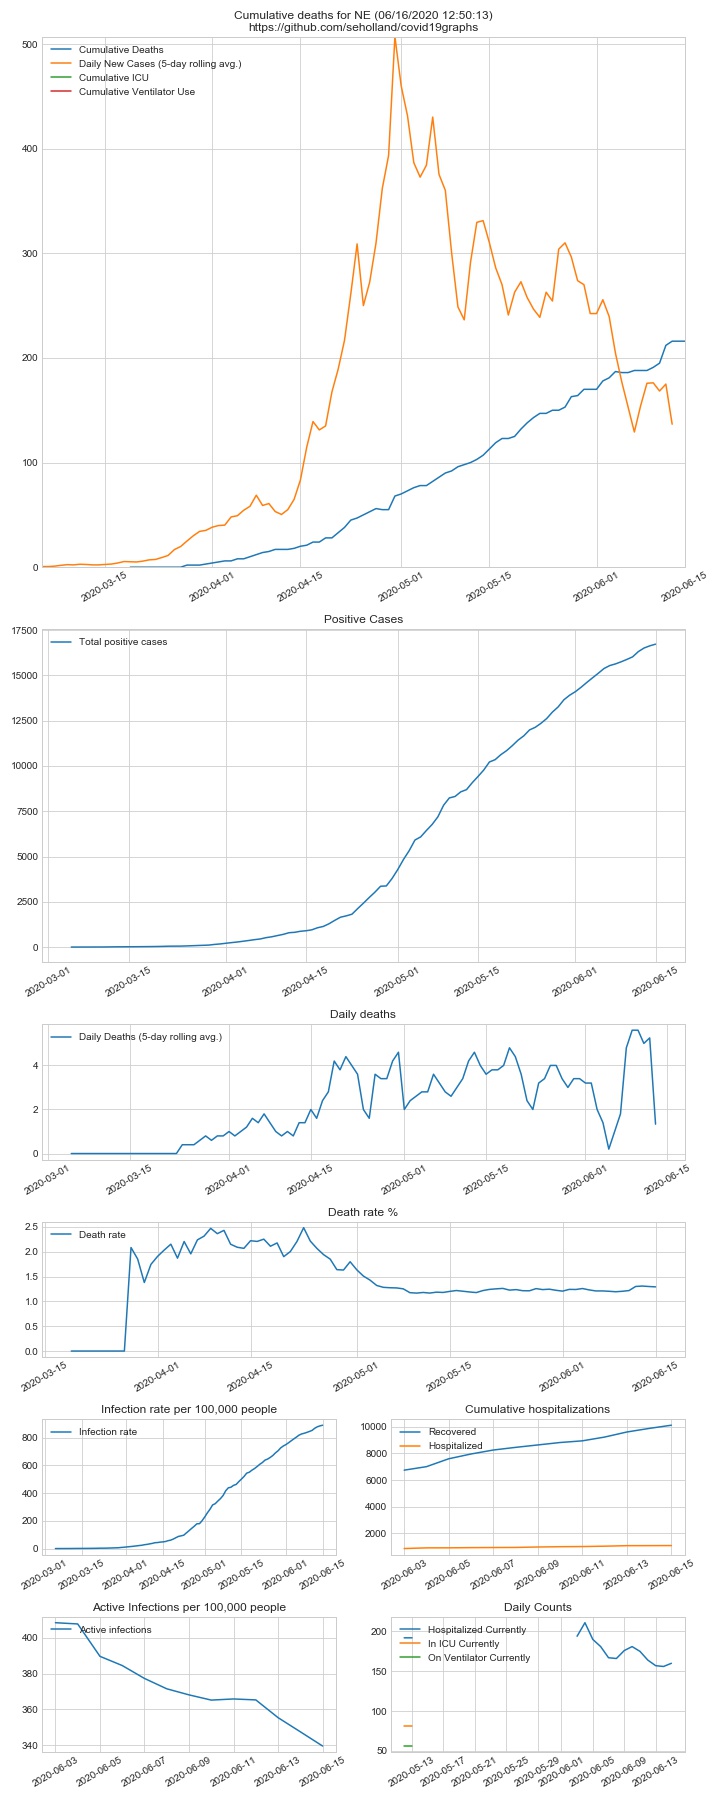 Cumulative deaths for NE (06/16/2020 12:50:13)
https://github.com/seholland/covid19graphs
Cumulative Deaths
Daily New Cases (5-day rolling avg.)
Cumulative ICU
Cumulative Ventilator Use
500
400
300
200
100
0
2020-03-15 2020-04-01 2020-04-15 2020-05-01 2020-05-15 2020-06-01 2020-06-15
Positive Cases
Total positive cases
17500
15000
12500
10000
7500
5000
2500
0
2020-03-01 2020-03-15 2020-04-01 2020-04-15 2020-05-01 2020-05-15 2020-06-01 2020-06-15
Daily deaths
Daily Deaths (5-day rolling avg.)
4
2
0
2020-03-01 2020-03-15 2020-04-01 2020-04-15 2020-05-01 2020-05-15 2020-06-01 2020-06-15
Death rate %
Death rate
2.5
2.0
1.5
1.0
0.5
0.0
2020-03-15 2020-04-01 2020-04-15 2020-05-01 2020-05-15 2020-06-01 2020-06-15
Infection rate per 100,000 people
Infection rate
800
600
400
200
0
2020-03-01 2020-03-15 2020-04-01 2020-04-15 2020-05-01 2020-05-15 2020-06-01 2020-06-15
Cumulative hospitalizations
Recovered
Hospitalized
10000
8000
6000
4000
2000
2020-06-03 2020-06-05 2020-06-07 2020-06-09 2020-06-11 2020-06-13 2020-06-15
Active Infections per 100,000 people
Active infections
400
380
360
340
2020-06-03 2020-06-05 2020-06-07 2020-06-09 2020-06-11 2020-06-13 2020-06-15
Daily Counts
Hospitalized Currently
In ICU Currently
On Ventilator Currently
200
150
100
50
2020-05-13 2020-05-17 2020-05-21 2020-05-25 2020-05-29 2020-06-01 2020-06-05 2020-06-09 2020-06-13